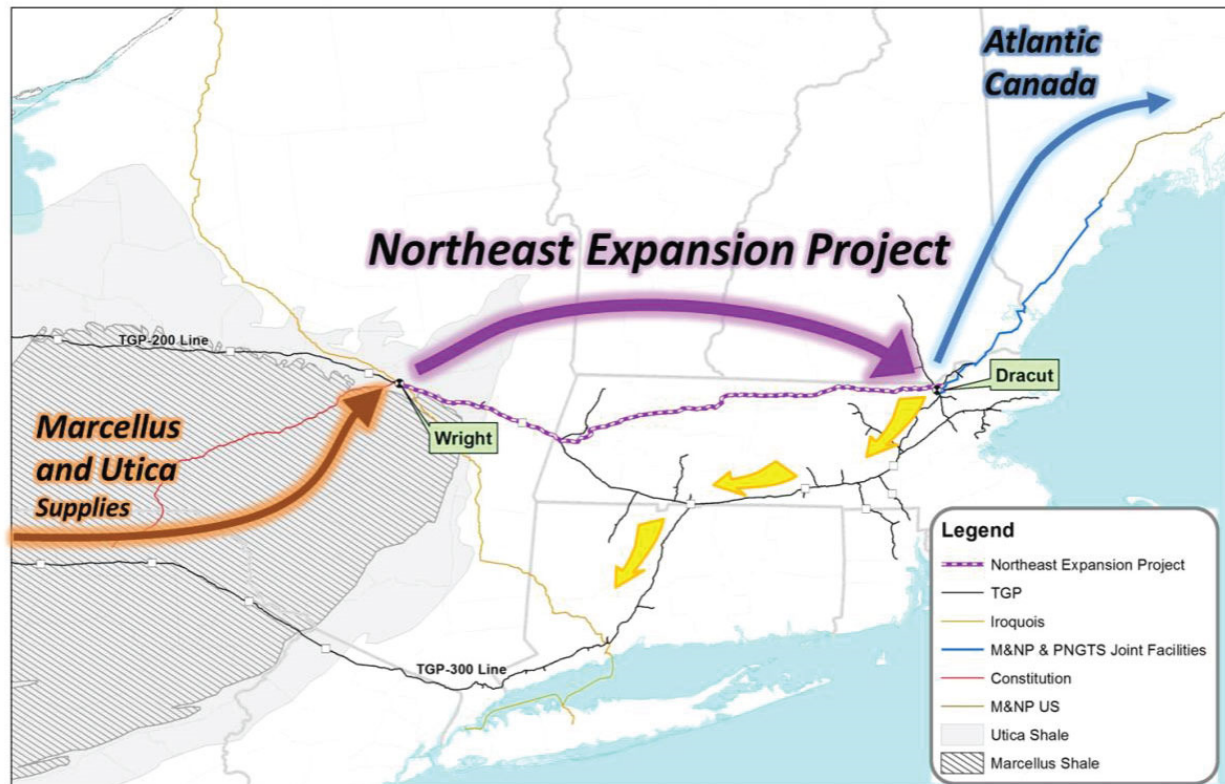 Atlantic
Canada
Northeast Expansion Project
TGP-200 Line
Dracut
Wright
Marcellus
and Utica
Supplies
TGP-300 Line
Legend
Northeast Expansion Project
TGP
Iroquois
M&NP & PNGTS Joint Facilities
Constitution
M&NP US
Utica Shale
Marcellus Shale